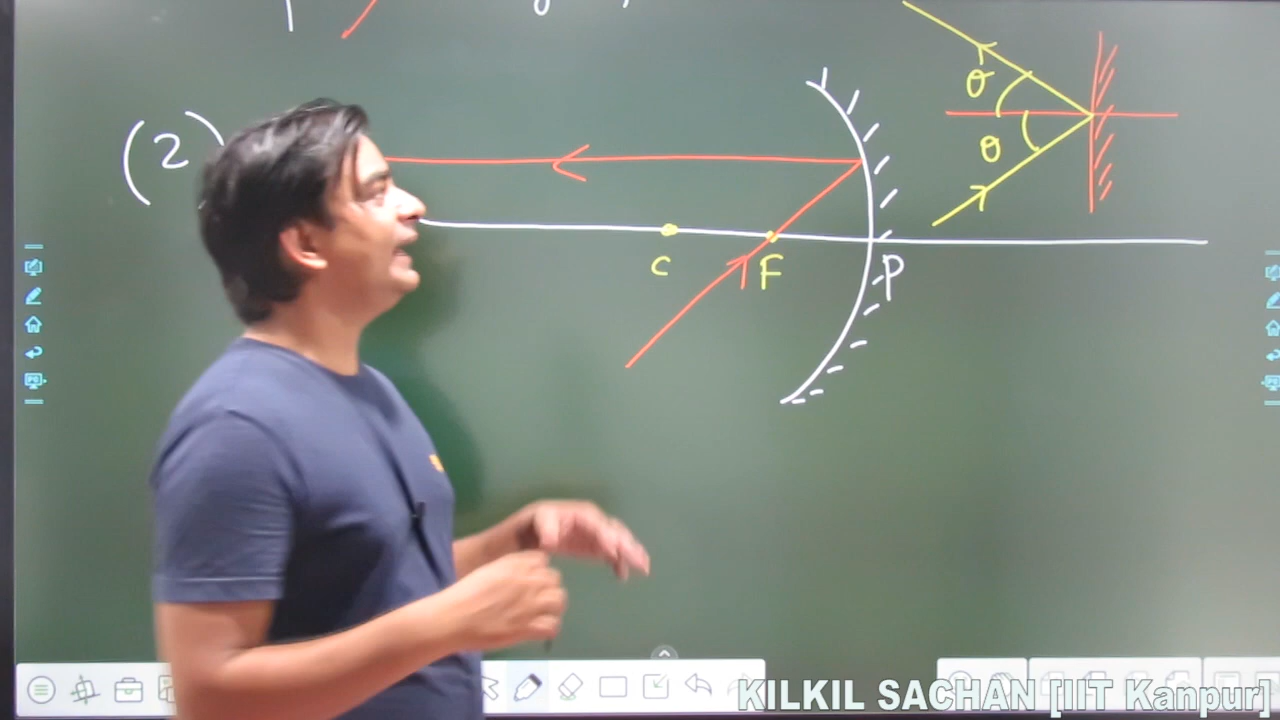 (2)
θ
θ
C
F
P
KILKIL SACHAN [IIT Kanpur]